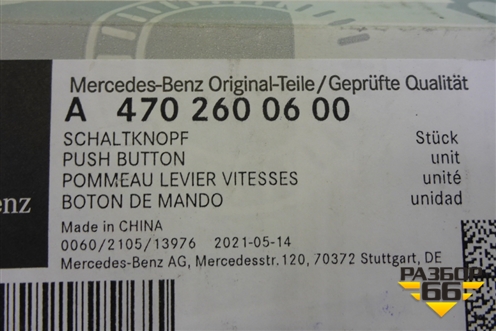 Mercedes-Benz Original-Teile/Geprüfte Qualität
A 470 260 06 00
SCHALTKNOPF Stück
PUSH BUTTON unit
POMMEAU LEVIER VITESSES unité
BOTON DE MANDO unidad
enz
Made in CHINA
0060/2105/13976 2021-05-14
Mercedes-Benz AG, Mercedesstr.120, 70372 Stuttgart, DE
РАЗБОР
66